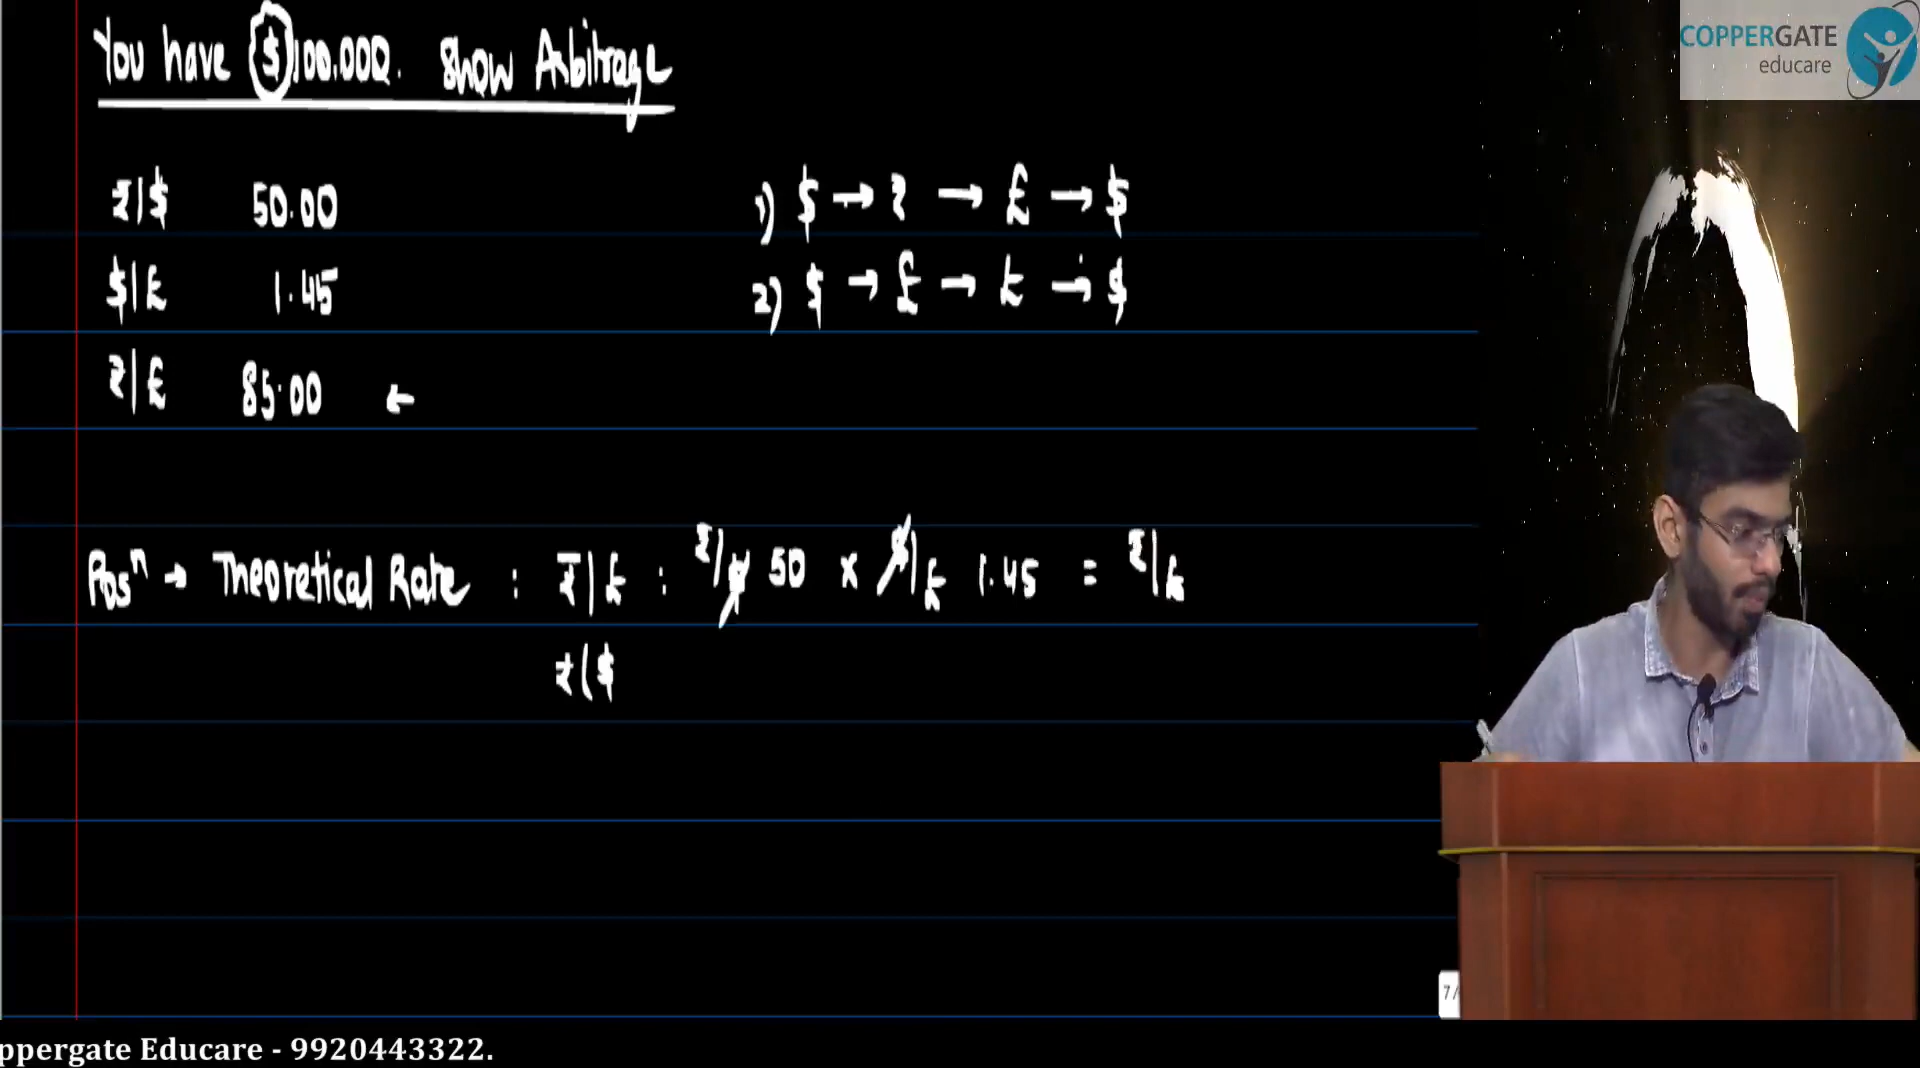 You have $100,000. Show Arbitrage
COPPERGATE
educare
₹|$ 50.00
1) $ → ₹ → £ → $
$|£ 1.45
2) $ → £ → ₤ → $
₹|£ 85.00 ←
Posⁿ → Theoretical Rate : ₹|£ : ₹/$ 50 × $/£ 1.45 = ₹|£
₹|$
7/
ppergate Educare - 9920443322.